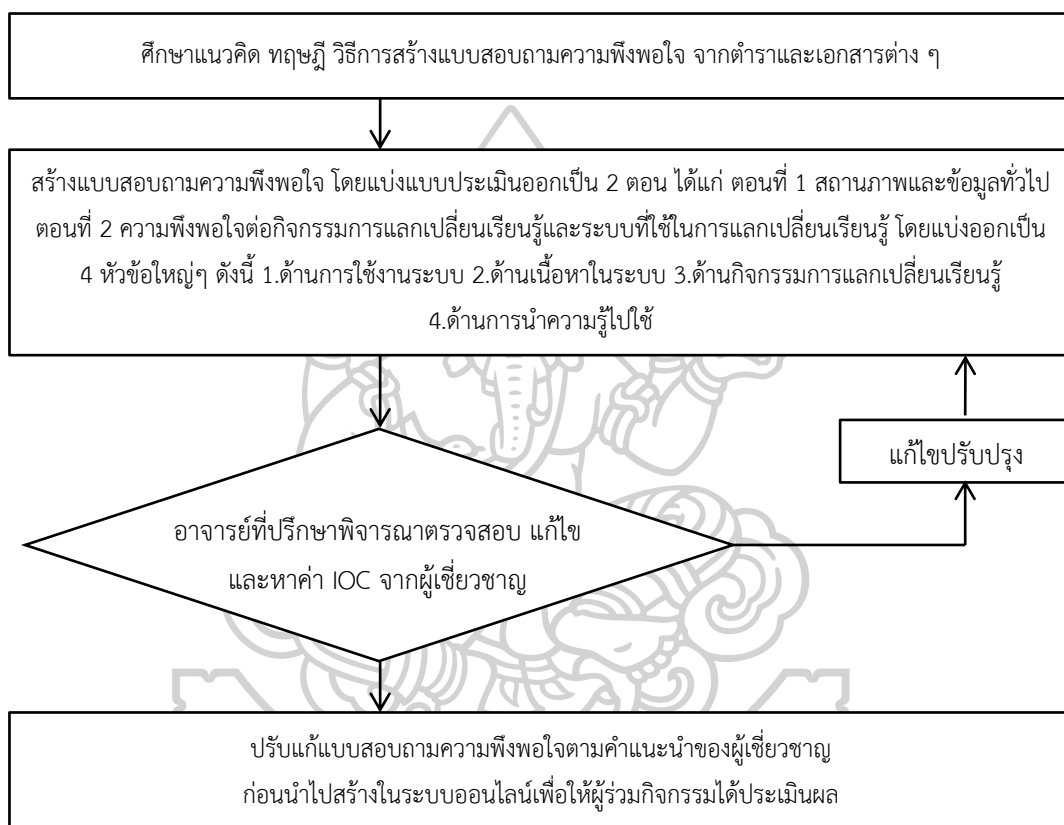 ศึกษาแนวคิด ทฤษฎี วิธีการสร้างแบบสอบถามความพึงพอใจ จากตำราและเอกสารต่าง ๆ
สร้างแบบสอบถามความพึงพอใจ โดยแบ่งแบบประเมินออกเป็น 2 ตอน ได้แก่ ตอนที่ 1 สถานภาพและข้อมูลทั่วไป
ตอนที่ 2 ความพึงพอใจต่อกิจกรรมการแลกเปลี่ยนเรียนรู้และระบบที่ใช้ในการแลกเปลี่ยนเรียนรู้ โดยแบ่งออกเป็น
4 หัวข้อใหญ่ๆ ดังนี้ 1.ด้านการใช้งานระบบ 2.ด้านเนื้อหาในระบบ 3.ด้านกิจกรรมการแลกเปลี่ยนเรียนรู้
4.ด้านการนำความรู้ไปใช้
แก้ไขปรับปรุง
อาจารย์ที่ปรึกษาพิจารณาตรวจสอบ แก้ไข
และหาค่า IOC จากผู้เชี่ยวชาญ
ปรับแก้แบบสอบถามความพึงพอใจตามคำแนะนำของผู้เชี่ยวชาญ
ก่อนนำไปสร้างในระบบออนไลน์เพื่อให้ผู้ร่วมกิจกรรมได้ประเมินผล